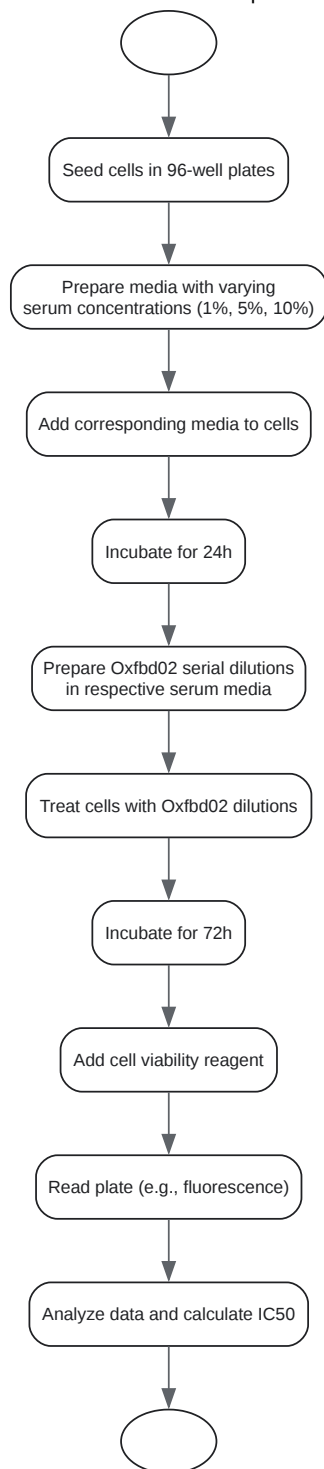 Seed cells in 96-well plates
Prepare media with varying
serum concentrations (1%, 5%, 10%)
Add corresponding media to cells
Incubate for 24h
Prepare Oxfbd02 serial dilutions
in respective serum media
Treat cells with Oxfbd02 dilutions
Incubate for 72h
Add cell viability reagent
Read plate (e.g., fluorescence)
Analyze data and calculate IC50